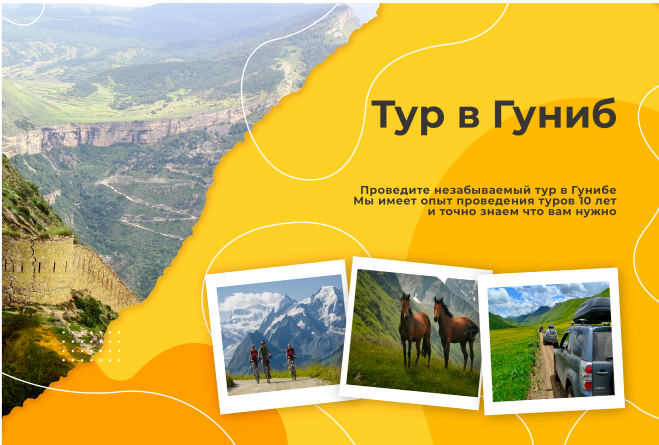 Тур в Гуниб
Проведите незабываемый тур в Гунибе
Мы имеет опыт проведения туров 10 лет
и точно знаем что вам нужно